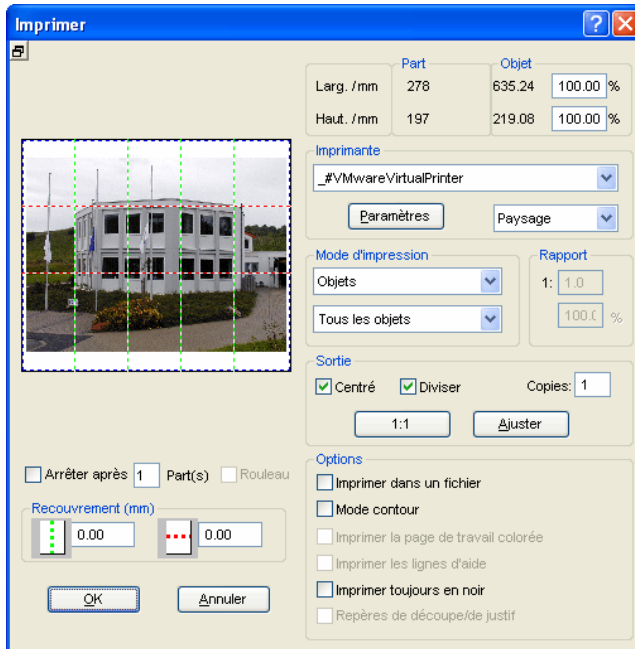 Imprimer
Part Objet
Larg. /mm 278 635.24 100.00 %
Haut. /mm 197 219.08 100.00 %
Imprimante
_#VMwareVirtualPrinter
Paramètres Paysage
Mode d'impression Rapport
Objets 1: 1.0
Tous les objets 100.( %
Sortie
Centré Diviser Copies: 1
1:1 Ajuster
Arrêter après 1 Part(s) Rouleau
Recouvrement (mm)
0.00 0.00
OK Annuler
Options
Imprimer dans un fichier
Mode contour
Imprimer la page de travail colorée
Imprimer les lignes d'aide
Imprimer toujours en noir
Repères de découpe/de justif